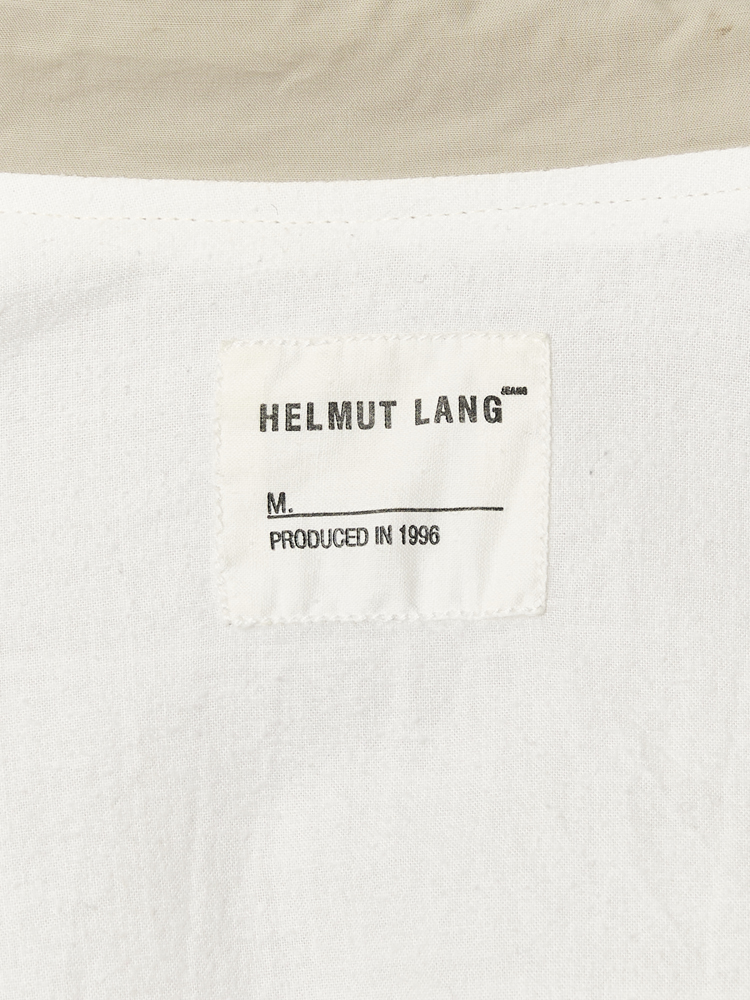 HELMUT LANG JEANS
M.
PRODUCED IN 1996